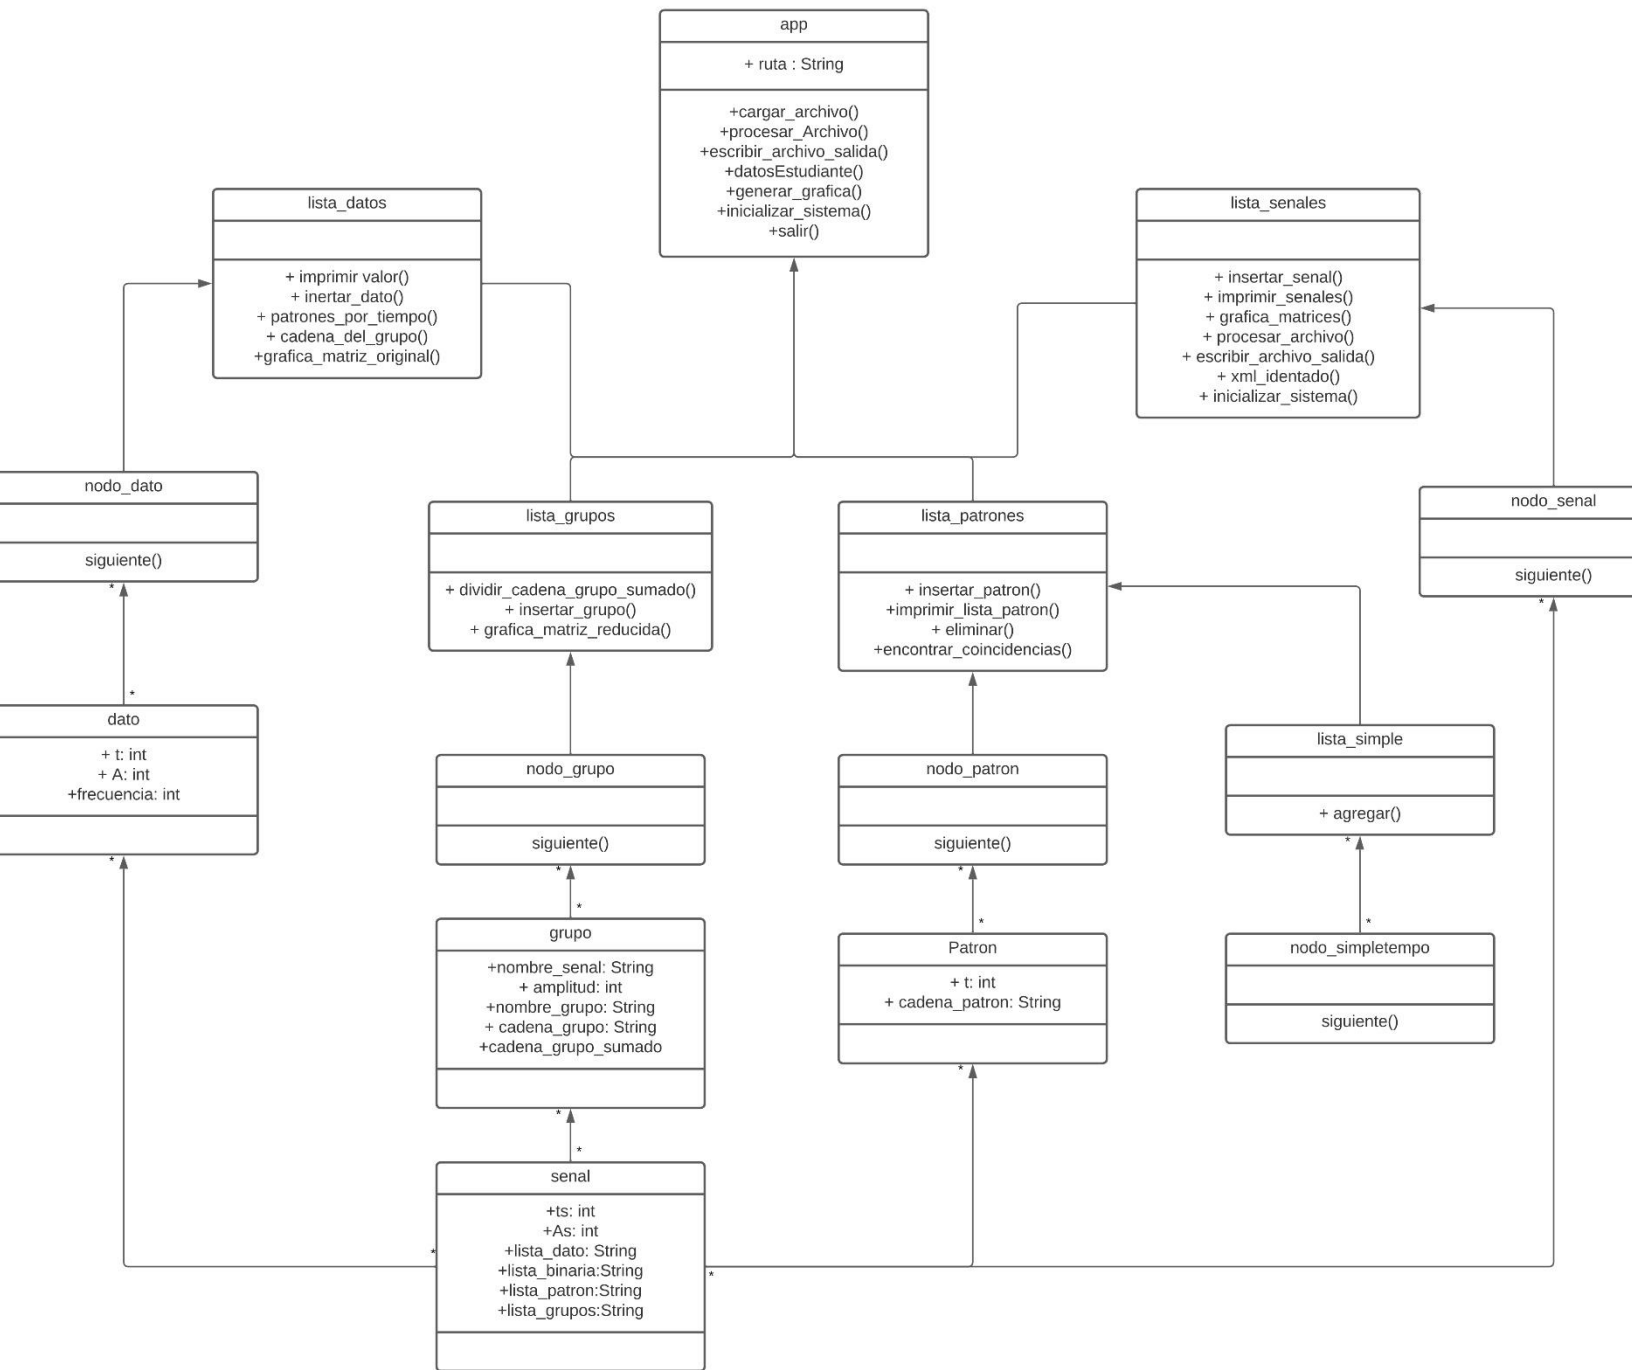 app
+ ruta : String
+cargar_archivo()
+procesar_Archivo()
+escribir_archivo_salida()
+datosEstudiante()
+generar_grafica()
+inicializar_sistema()
+salir()
lista_datos
+ imprimir valor()
+ inertar_dato()
+ patrones_por_tiempo()
+ cadena_del_grupo()
+grafica_matriz_original()
lista_senales
+ insertar_senal()
+ imprimir_senales()
+ grafica_matrices()
+ procesar_archivo()
+ escribir_archivo_salida()
+ xml_identado()
+ inicializar_sistema()
nodo_dato
siguiente()
*
lista_grupos
+ dividir_cadena_grupo_sumado()
+ insertar_grupo()
+ grafica_matriz_reducida()
lista_patrones
+ insertar_patron()
+imprimir_lista_patron()
+ eliminar()
+encontrar_coincidencias()
nodo_senal
siguiente()
*
*
dato
+ t: int
+ A: int
+frecuencia: int
*
nodo_grupo
siguiente()
*
nodo_patron
siguiente()
*
lista_simple
+ agregar()
*
*
grupo
+nombre_senal: String
+ amplitud: int
+nombre_grupo: String
+ cadena_grupo: String
+cadena_grupo_sumado
*
*
Patron
+ t: int
+ cadena_patron: String
*
*
nodo_simpletempo
siguiente()
*
senal
+ts: int
+As: int
+lista_dato: String
+lista_binaria:String
+lista_patron:String
+lista_grupos:String
*
*